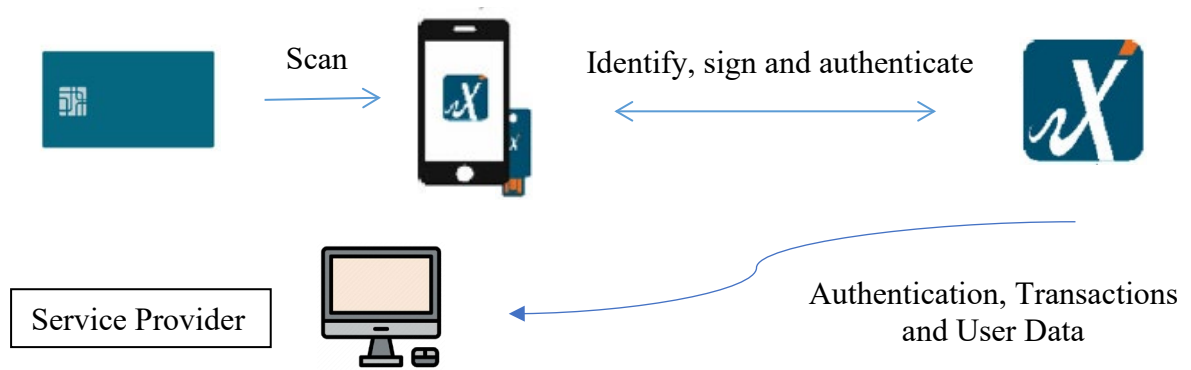 Scan
Identify, sign and authenticate
Service Provider
Authentication, Transactions
and User Data